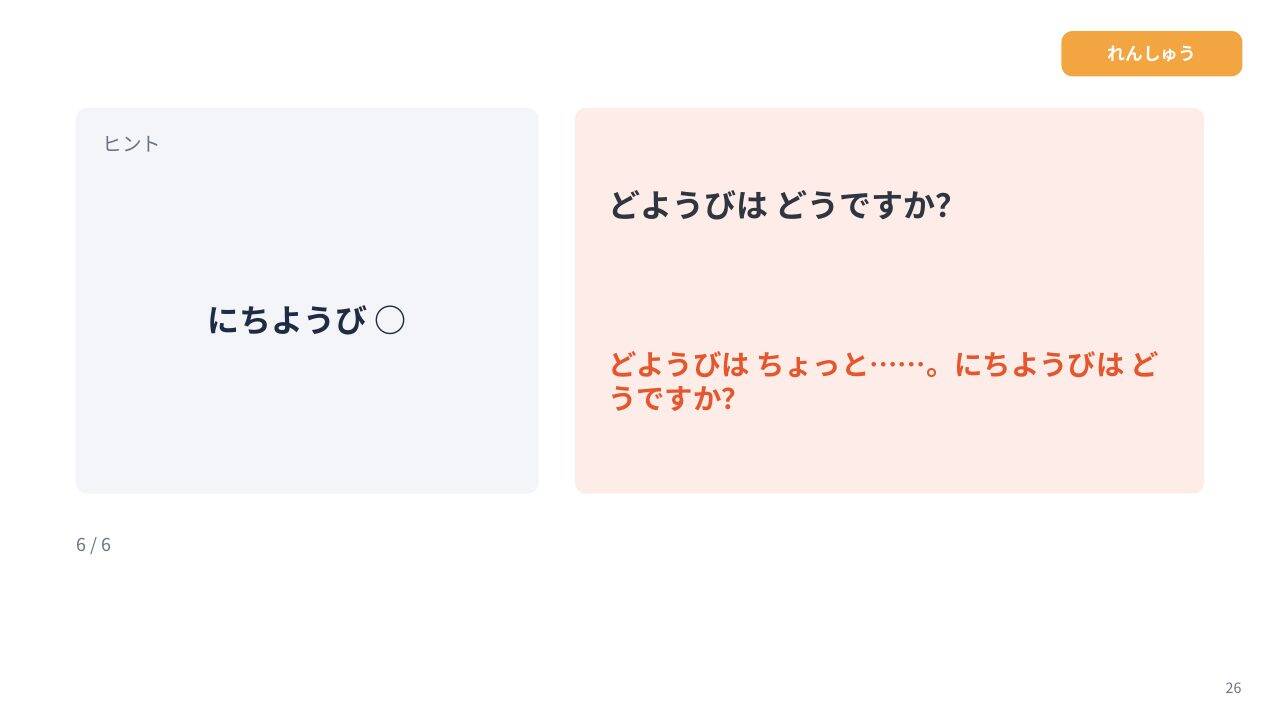 れんしゅう
ヒント
にちようび ○
どようびは どうですか?
どようびは ちょっと……。にちようびは ど
うですか?
6 / 6
26